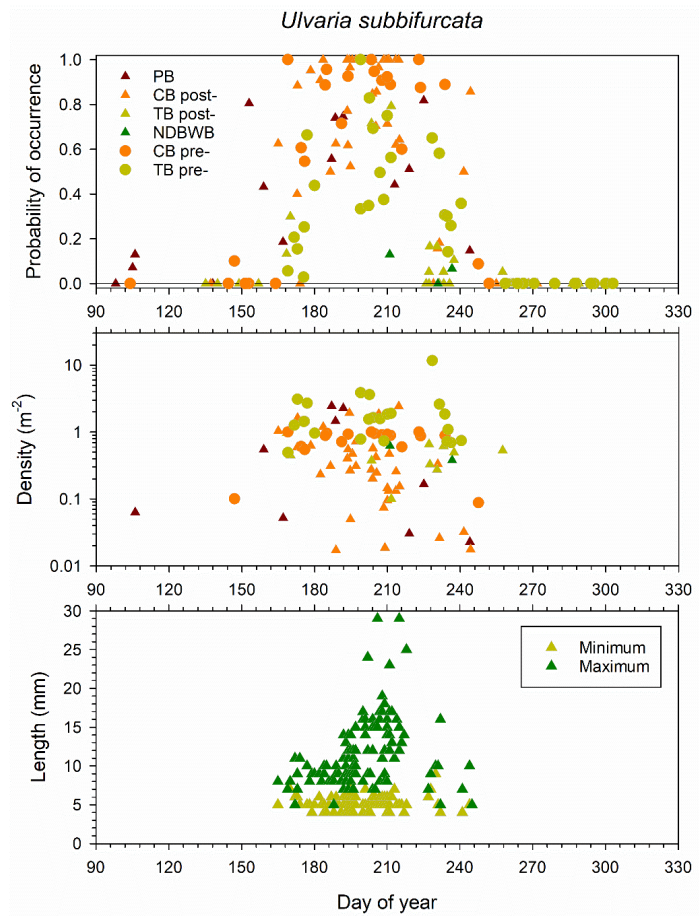 Ulvaria subbifurcata
Probability of occurrence
1.0
0.8
0.6
0.4
0.2
0.0
PB
CB post-
TB post-
NDBWB
CB pre-
TB pre-
90 120 150 180 210 240 270 300 330
Density (m⁻²)
10
1
0.1
0.01
90 120 150 180 210 240 270 300 330
Length (mm)
30
25
20
15
10
5
0
Minimum
Maximum
90 120 150 180 210 240 270 300 330
Day of year